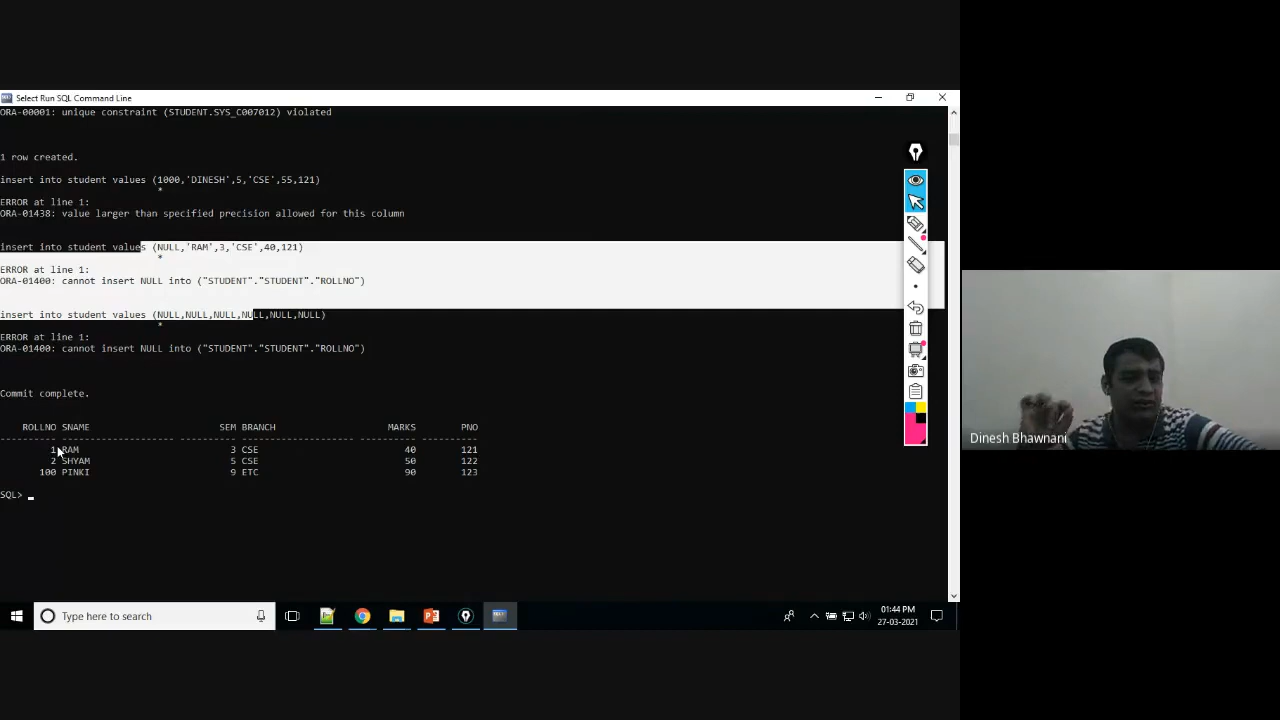 Select Run SQL Command Line
ORA-00001: unique constraint (STUDENT.SYS_C007012) violated
1 row created.
insert into student values (1000,'DINESH',5,'CSE',55,121)
*
ERROR at line 1:
ORA-01438: value larger than specified precision allowed for this column
insert into student values (NULL,'RAM',3,'CSE',40,121)
*
ERROR at line 1:
ORA-01400: cannot insert NULL into ("STUDENT"."STUDENT"."ROLLNO")
insert into student values (NULL,NULL,NULL,NULL,NULL,NULL)
*
ERROR at line 1:
ORA-01400: cannot insert NULL into ("STUDENT"."STUDENT"."ROLLNO")
Commit complete.
ROLLNO SNAME SEM BRANCH MARKS PNO
---------- ------------------------- ---------- -------------------- ---------- ----------
1 RAM 3 CSE 40 121
2 SHYAM 5 CSE 50 122
100 PINKI 9 ETC 90 123
SQL> _
Dinesh Bhawnani
Type here to search
01:44 PM
27-03-2021